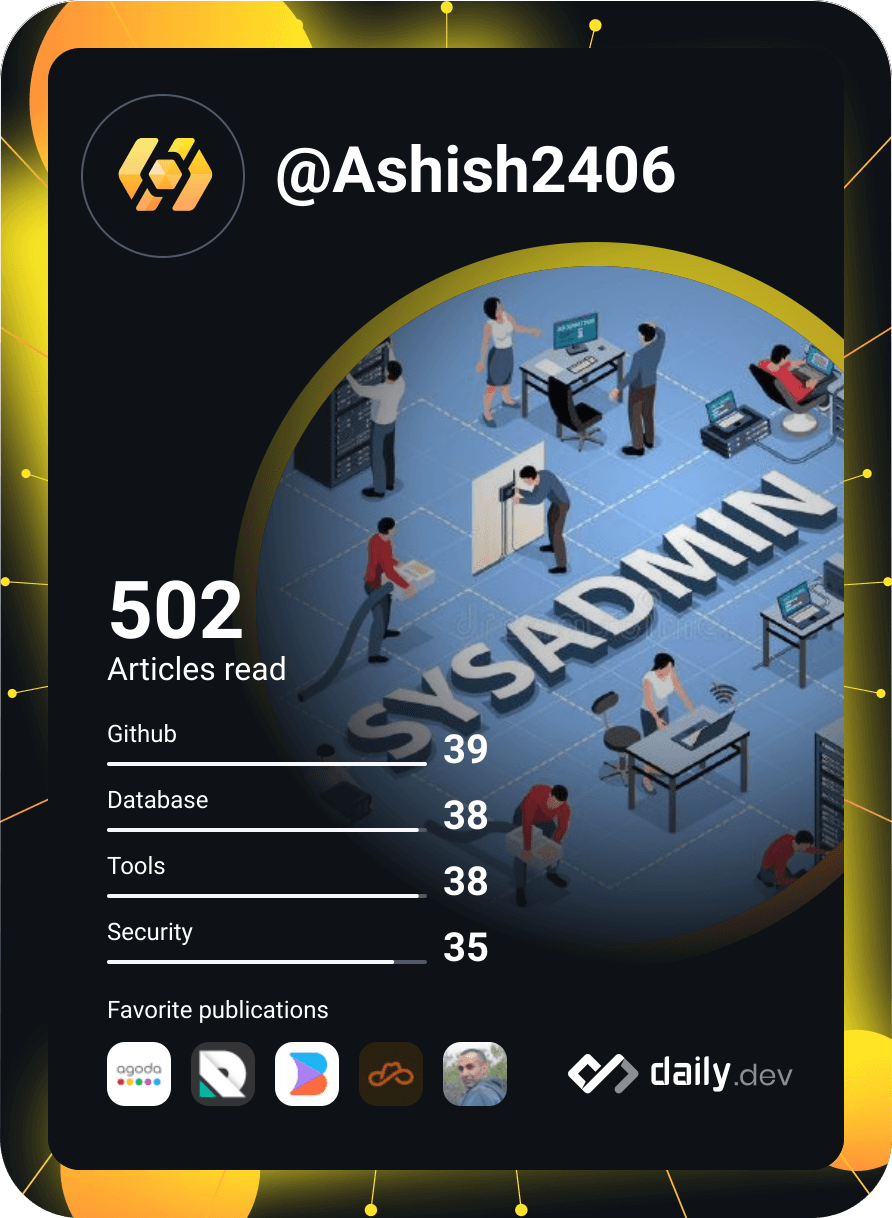 @Ashish2406
SYSADMIN
502
Articles read
Github
39
Database
38
Tools
38
Security
35
Favorite publications
agoda
daily.dev